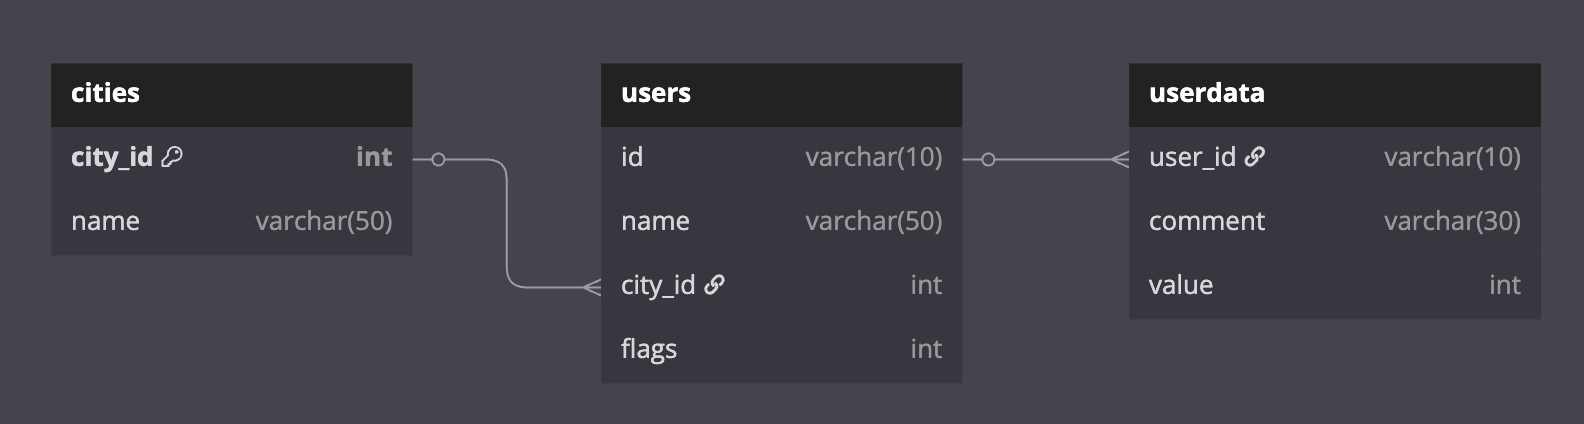 cities
city_id int
name varchar(50)
users
id varchar(10)
name varchar(50)
city_id int
flags int
userdata
user_id varchar(10)
comment varchar(30)
value int